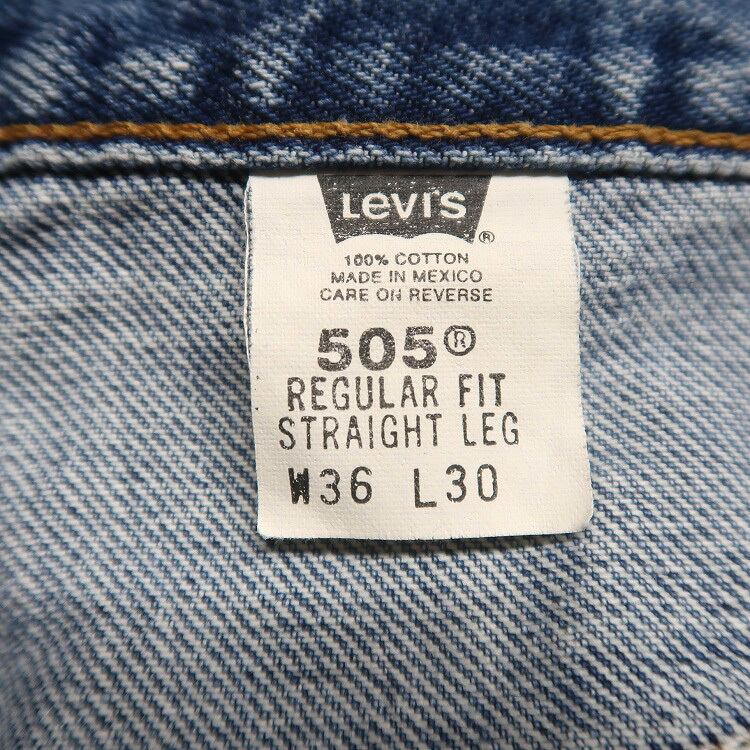 Levi's
®
100% COTTON
MADE IN MEXICO
CARE ON REVERSE
505®
REGULAR FIT
STRAIGHT LEG
W36 L30